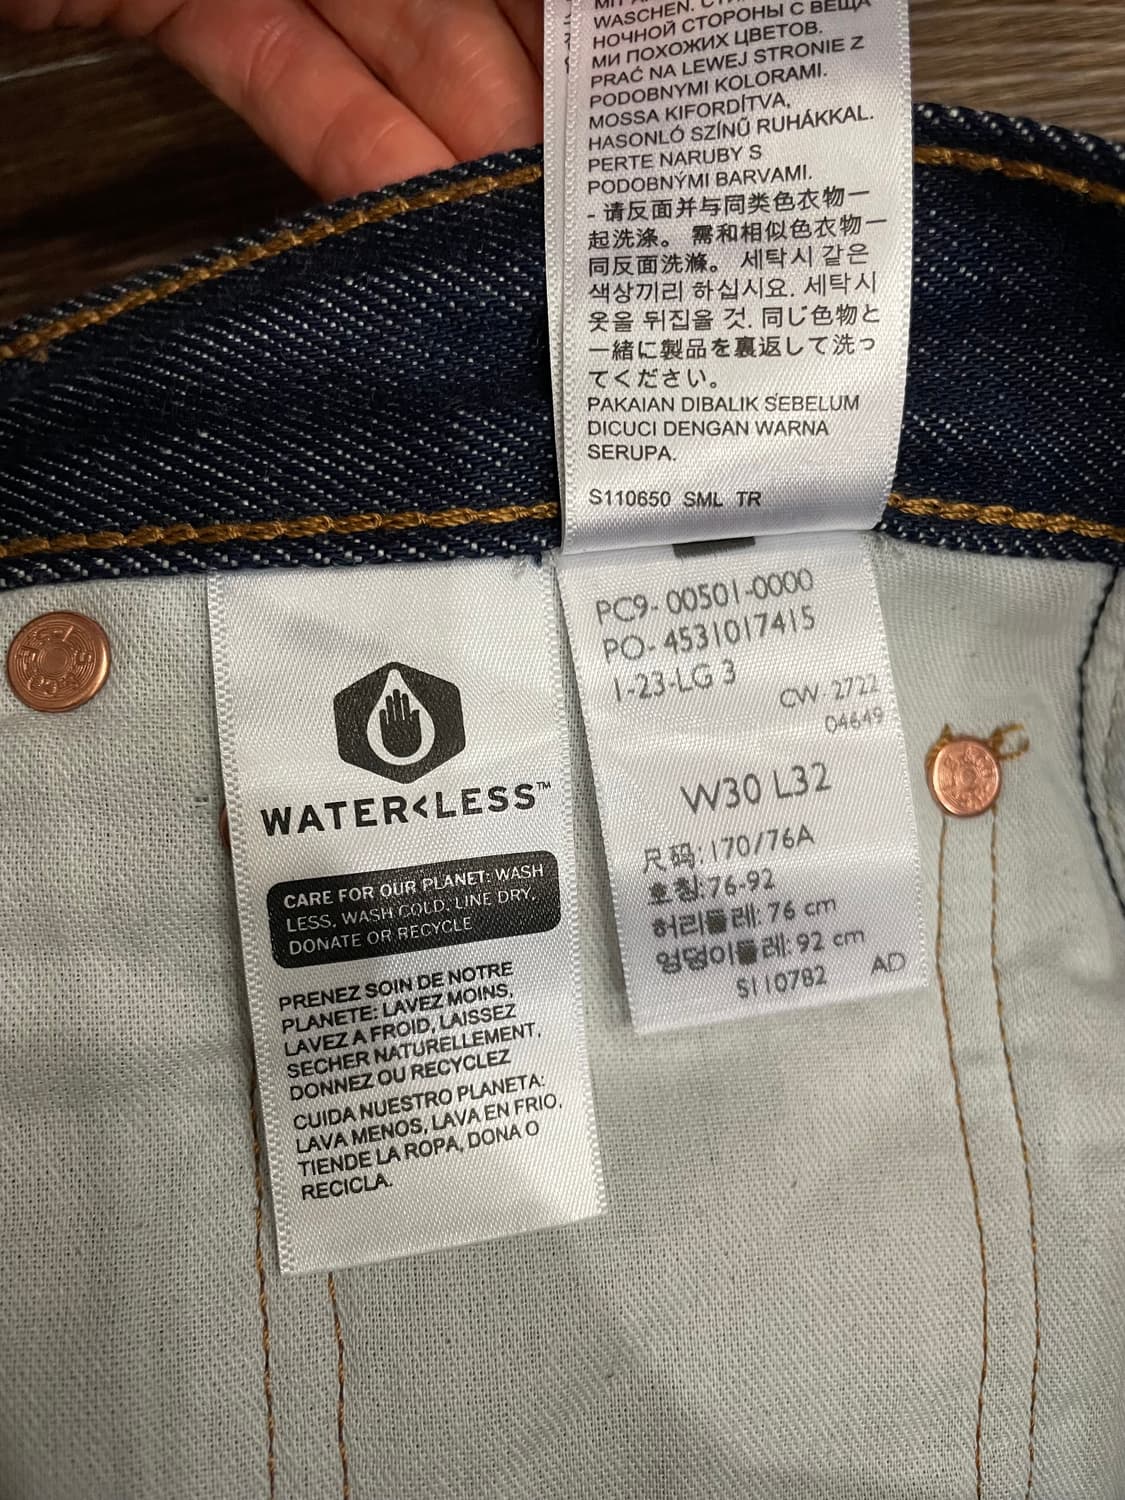 WASCHEN.
НОЧНОЙ СТОРОНЫ С ВЕЩА
МИ ПОХОЖИХ ЦВЕТОВ.
PRAĆ NA LEWEJ STRONIE Z
PODOBNYMI KOLORAMI.
MOSSA KIFORDÍTVA,
HASONLÓ SZÍNŰ RUHÁKKAL.
PERTE NARUBY S
PODOBNÝMI BARVAMI.
- 请反面并与同类色衣物一
起洗涤。 需和相似色衣物一
同反面洗滌。 세탁시 같은
색상끼리 하십시요. 세탁시
옷을 뒤집을 것. 同じ色物と
一緒に製品を裏返して洗っ
てください。
PAKAIAN DIBALIK SEBELUM
DICUCI DENGAN WARNA
SERUPA.
S110650 SML TR
WATER<LESS™
CARE FOR OUR PLANET: WASH
LESS, WASH COLD, LINE DRY,
DONATE OR RECYCLE
PRENEZ SOIN DE NOTRE
PLANETE: LAVEZ MOINS,
LAVEZ A FROID, LAISSEZ
SECHER NATURELLEMENT,
DONNEZ OU RECYCLEZ
CUIDA NUESTRO PLANETA:
LAVA MENOS, LAVA EN FRIO,
TIENDE LA ROPA, DONA O
RECICLA.
PC9- 00501-0000
PO- 4531017415
1-23-LG 3
CW 2722
04649
W30 L32
尺码:170/76A
호칭:76-92
허리둘레: 76 cm
엉덩이둘레: 92 cm
S110782 AD